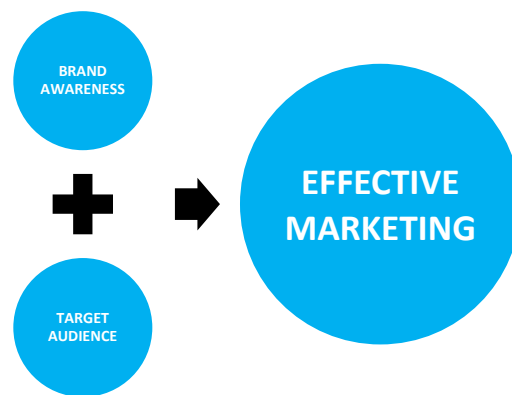 BRAND
AWARENESS
EFFECTIVE
MARKETING
TARGET
AUDIENCE